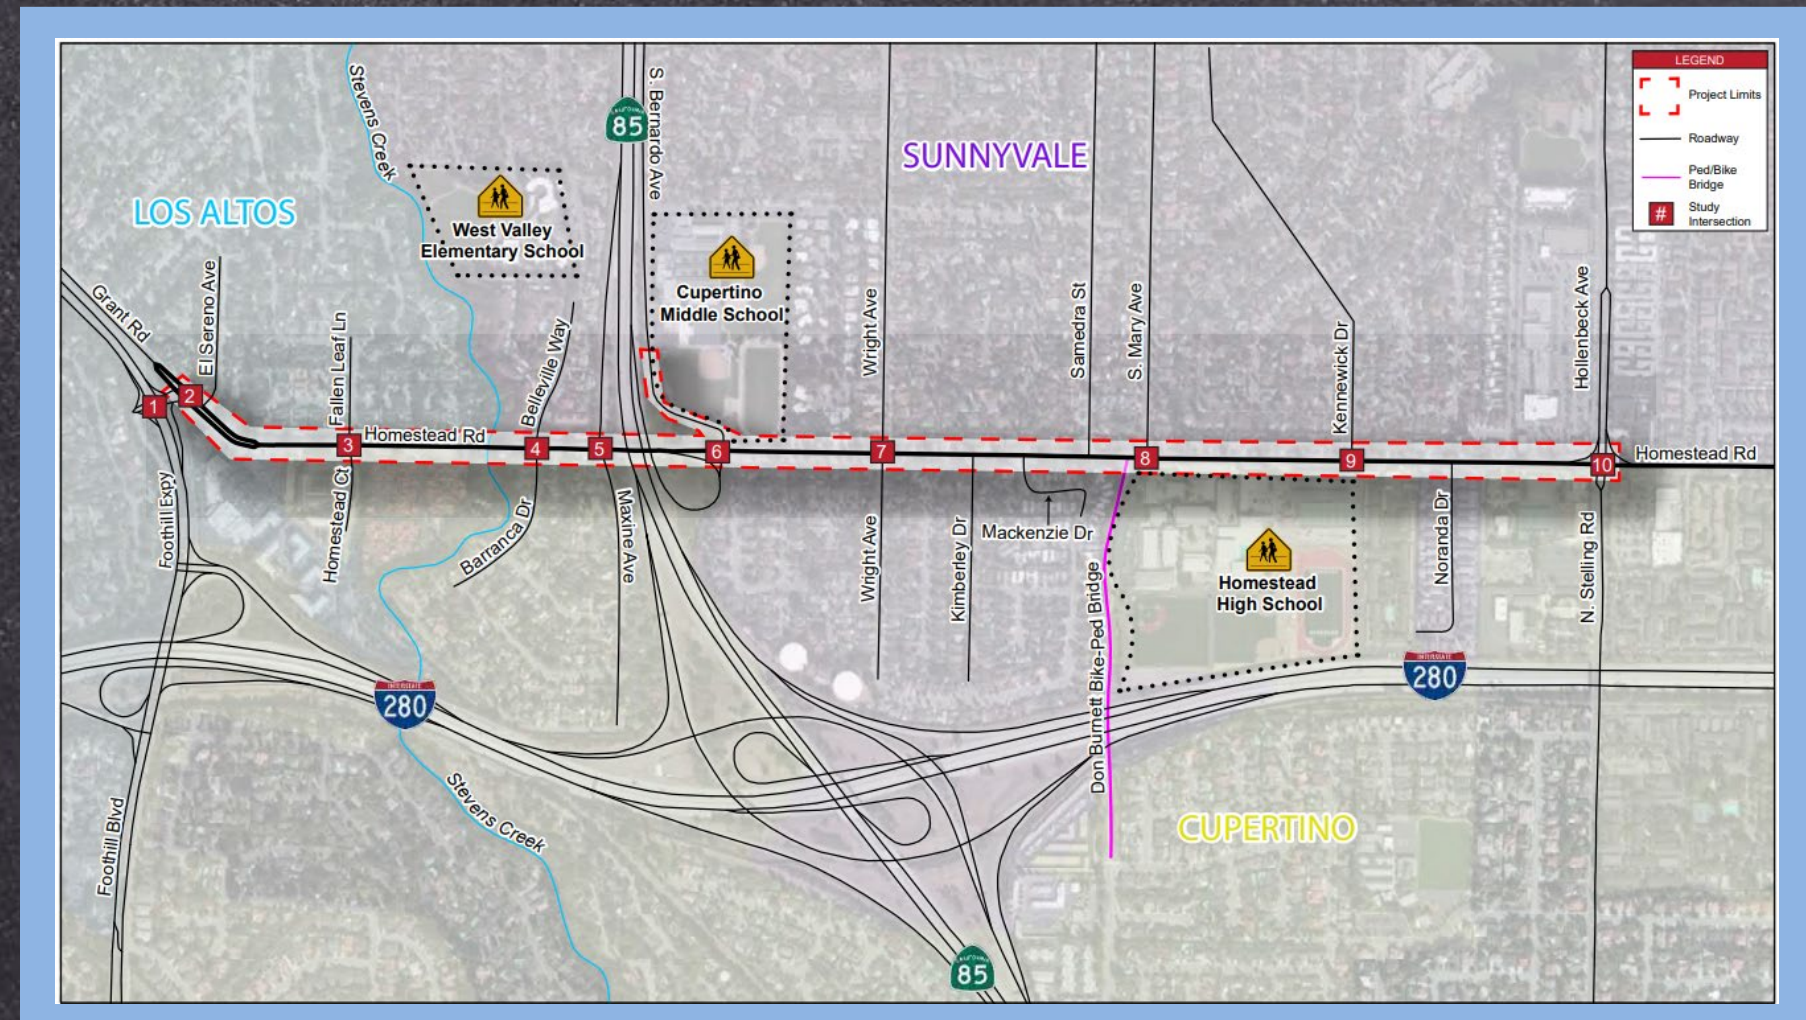 LEGEND
Project Limits
Roadway
Ped/Bike
Bridge
#
Study
Intersection
CALIFORNIA
85
S. Bernardo Ave
Stevens Creek
SUNNYVALE
LOS ALTOS
West Valley
Elementary School
Cupertino
Middle School
Grant Rd
El Sereno Ave
Fallen Leaf Ln
Belleville Way
Wright Ave
Samedra St
S. Mary Ave
Kennewick Dr
Hollenbeck Ave
1
2
3
Homestead Rd
4
5
6
7
8
9
10
Homestead Rd
Foothill Expy
Homestead Ct
Barranca Dr
Maxine Ave
Wright Ave
Kimberley Dr
Mackenzie Dr
Don Burnett Bike-Ped Bridge
Homestead
High School
Noranda Dr
N. Stelling Rd
INTERSTATE
280
INTERSTATE
280
Foothill Blvd
Stevens Creek
CUPERTINO
CALIFORNIA
85